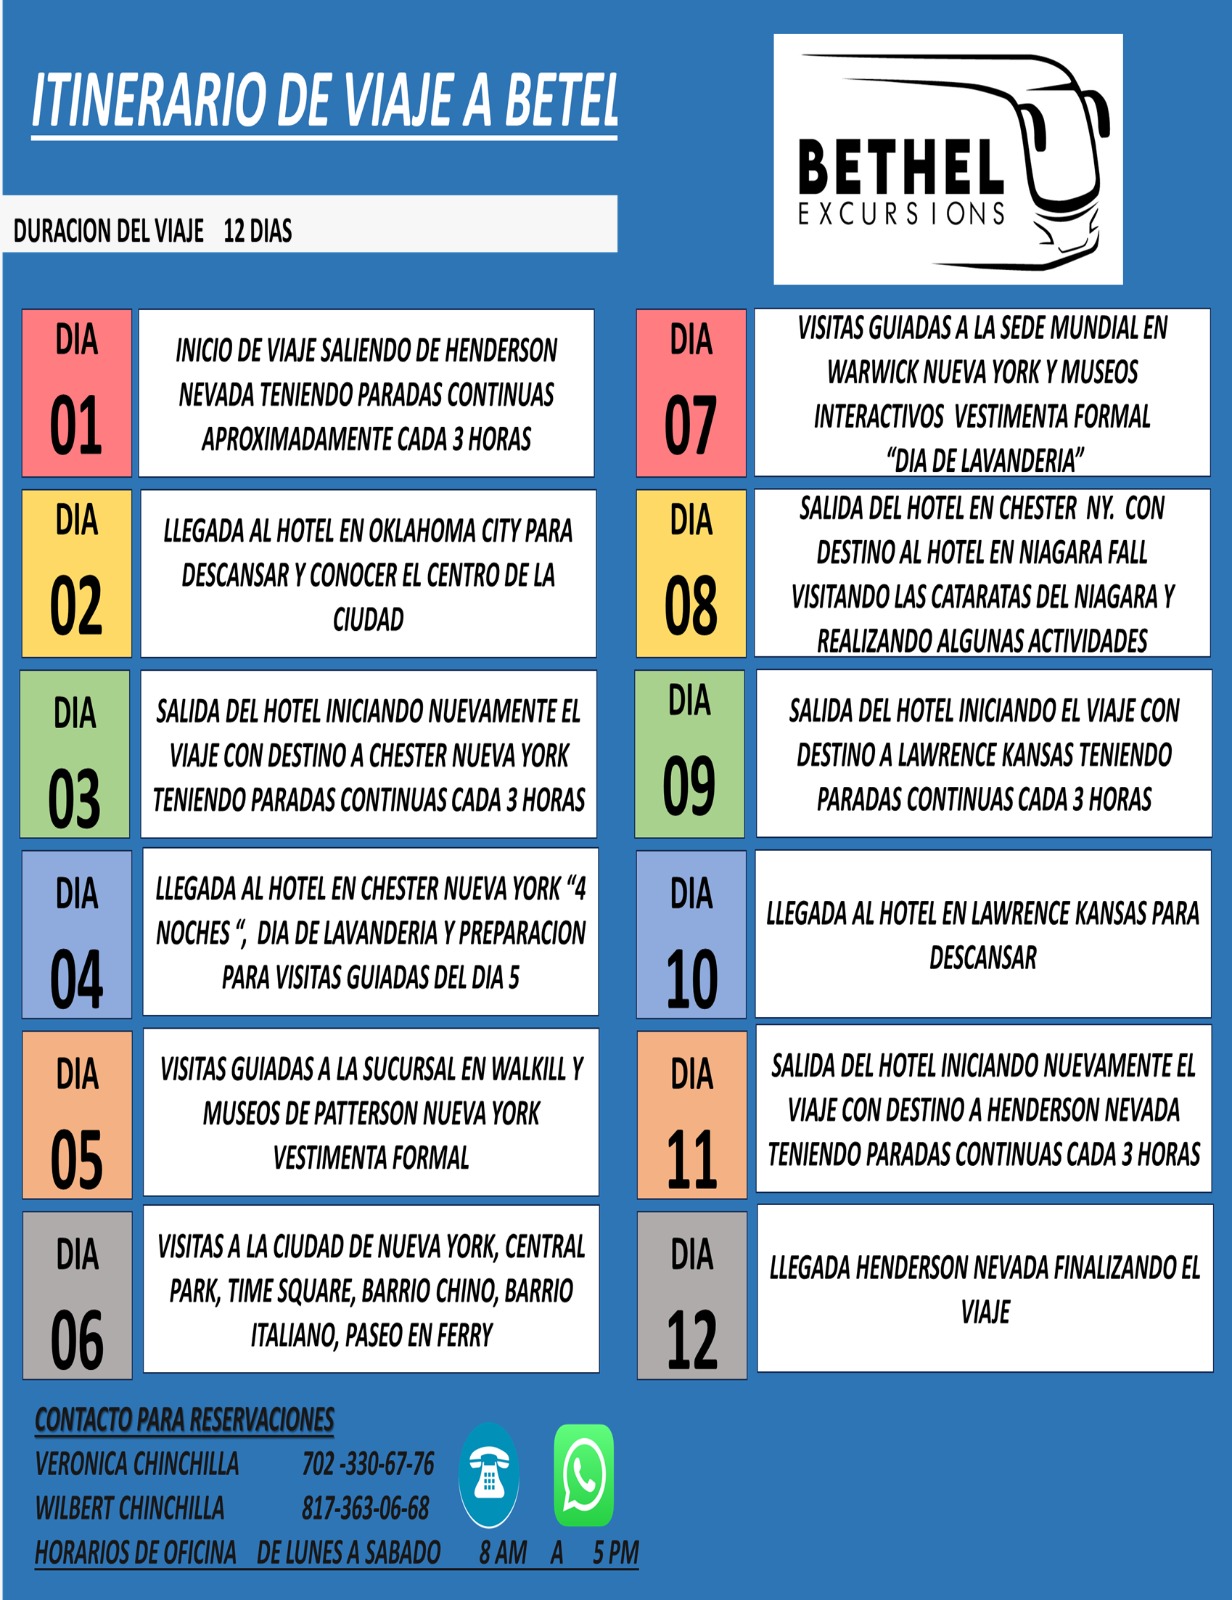 ITINERARIO DE VIAJE A BETEL
BETHEL
EXCURSIONS
DURACION DEL VIAJE 12 DIAS
DIA
01
INICIO DE VIAJE SALIENDO DE HENDERSON
NEVADA TENIENDO PARADAS CONTINUAS
APROXIMADAMENTE CADA 3 HORAS
DIA
02
LLEGADA AL HOTEL EN OKLAHOMA CITY PARA
DESCANSAR Y CONOCER EL CENTRO DE LA
CIUDAD
DIA
03
SALIDA DEL HOTEL INICIANDO NUEVAMENTE EL
VIAJE CON DESTINO A CHESTER NUEVA YORK
TENIENDO PARADAS CONTINUAS CADA 3 HORAS
DIA
04
LLEGADA AL HOTEL EN CHESTER NUEVA YORK “4
NOCHES “, DIA DE LAVANDERIA Y PREPARACION
PARA VISITAS GUIADAS DEL DIA 5
DIA
05
VISITAS GUIADAS A LA SUCURSAL EN WALKILL Y
MUSEOS DE PATTERSON NUEVA YORK
VESTIMENTA FORMAL
DIA
06
VISITAS A LA CIUDAD DE NUEVA YORK, CENTRAL
PARK, TIME SQUARE, BARRIO CHINO, BARRIO
ITALIANO, PASEO EN FERRY
DIA
07
VISITAS GUIADAS A LA SEDE MUNDIAL EN
WARWICK NUEVA YORK Y MUSEOS
INTERACTIVOS VESTIMENTA FORMAL
“DIA DE LAVANDERIA”
DIA
08
SALIDA DEL HOTEL EN CHESTER NY. CON
DESTINO AL HOTEL EN NIAGARA FALL
VISITANDO LAS CATARATAS DEL NIAGARA Y
REALIZANDO ALGUNAS ACTIVIDADES
DIA
09
SALIDA DEL HOTEL INICIANDO EL VIAJE CON
DESTINO A LAWRENCE KANSAS TENIENDO
PARADAS CONTINUAS CADA 3 HORAS
DIA
10
LLEGADA AL HOTEL EN LAWRENCE KANSAS PARA
DESCANSAR
DIA
11
SALIDA DEL HOTEL INICIANDO NUEVAMENTE EL
VIAJE CON DESTINO A HENDERSON NEVADA
TENIENDO PARADAS CONTINUAS CADA 3 HORAS
DIA
12
LLEGADA HENDERSON NEVADA FINALIZANDO EL
VIAJE
CONTACTO PARA RESERVACIONES
VERONICA CHINCHILLA 702 -330-67-76
WILBERT CHINCHILLA 817-363-06-68
HORARIOS DE OFICINA DE LUNES A SABADO 8 AM A 5 PM